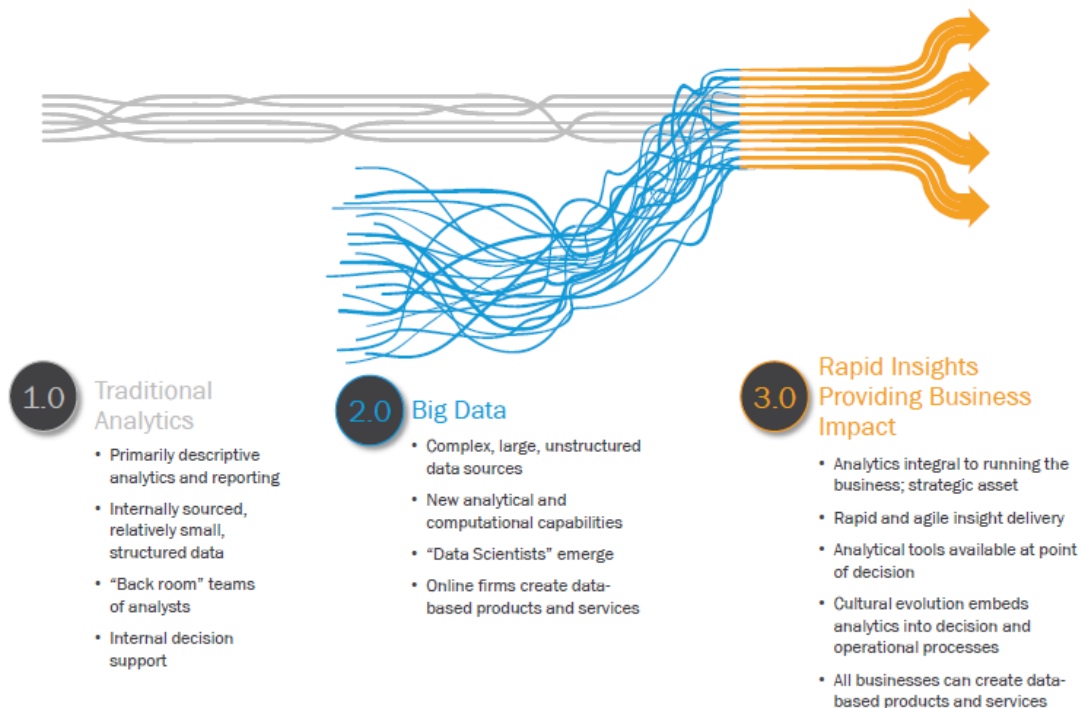 1.0
Traditional
Analytics
• Primarily descriptive
analytics and reporting
• Internally sourced,
relatively small,
structured data
• “Back room” teams
of analysts
• Internal decision
support
2.0
Big Data
• Complex, large, unstructured
data sources
• New analytical and
computational capabilities
• “Data Scientists” emerge
• Online firms create data-
based products and services
3.0
Rapid Insights
Providing Business
Impact
• Analytics integral to running the
business; strategic asset
• Rapid and agile insight delivery
• Analytical tools available at point
of decision
• Cultural evolution embeds
analytics into decision and
operational processes
• All businesses can create data-
based products and services